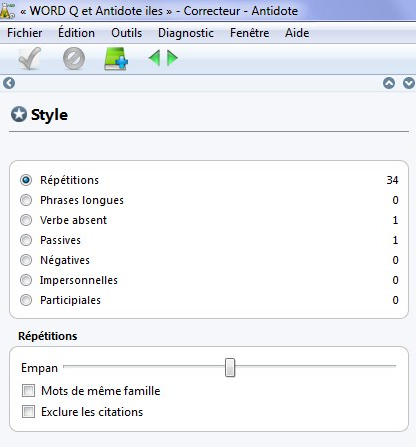 « WORD Q et Antidote iles » - Correcteur - Antidote
Fichier Édition Outils Diagnostic Fenêtre Aide
Style
Répétitions 34
Phrases longues 0
Verbe absent 1
Passives 1
Négatives 0
Impersonnelles 0
Participiales 0
Répétitions
Empan
Mots de même famille
Exclure les citations